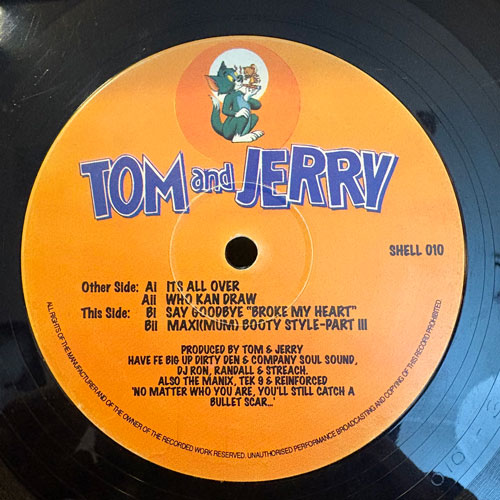 TOM and JERRY
SHELL 010
Other Side: AI ITS ALL OVER
AII WHO KAN DRAW
This Side: BI SAY GOODBYE "BROKE MY HEART"
BII MAXI(MUM) BOOTY STYLE-PART III
PRODUCED BY TOM & JERRY
HAVE FE BIG UP DIRTY DEN & COMPANY SOUL SOUND,
DJ RON, RANDALL & STREACH.
ALSO THE MANIX, TEK 9 & REINFORCED
'NO MATTER WHO YOU ARE, YOU'LL STILL CATCH A
BULLET SCAR...'
ALL RIGHTS OF THE MANUFACTURER AND OF THE OWNER OF THE RECORDED WORK RESERVED. UNAUTHORISED PERFORMANCE BROADCASTING AND COPYING OF THIS RECORD PROHIBITED